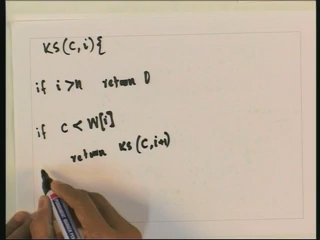 KS(C,i){
if i>n return 0
if C < W[i]
return KS(C,i+1)